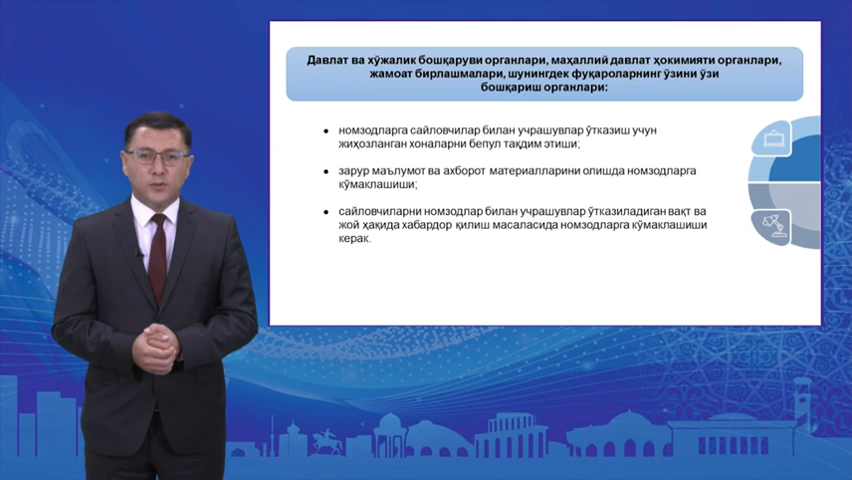 Давлат ва хўжалик бошқаруви органлари, маҳаллий давлат ҳокимияти органлари,
жамоат бирлашмалари, шунингдек фуқароларнинг ўзини ўзи
бошқариш органлари:
● номзодларга сайловчилар билан учрашувлар ўтказиш учун
жиҳозланган хоналарни бепул тақдим этиши;
● зарур маълумот ва ахборот материалларини олишда номзодларга
кўмаклашиши;
● сайловчиларни номзодлар билан учрашувлар ўтказиладиган вақт ва
жой ҳақида хабардор қилиш масаласида номзодларга кўмаклашиши
керак.